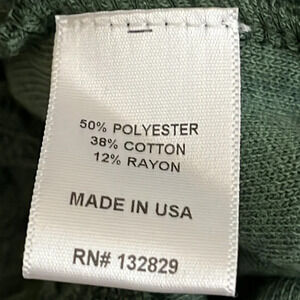 50% POLYESTER
38% COTTON
12% RAYON
MADE IN USA
RN# 132829